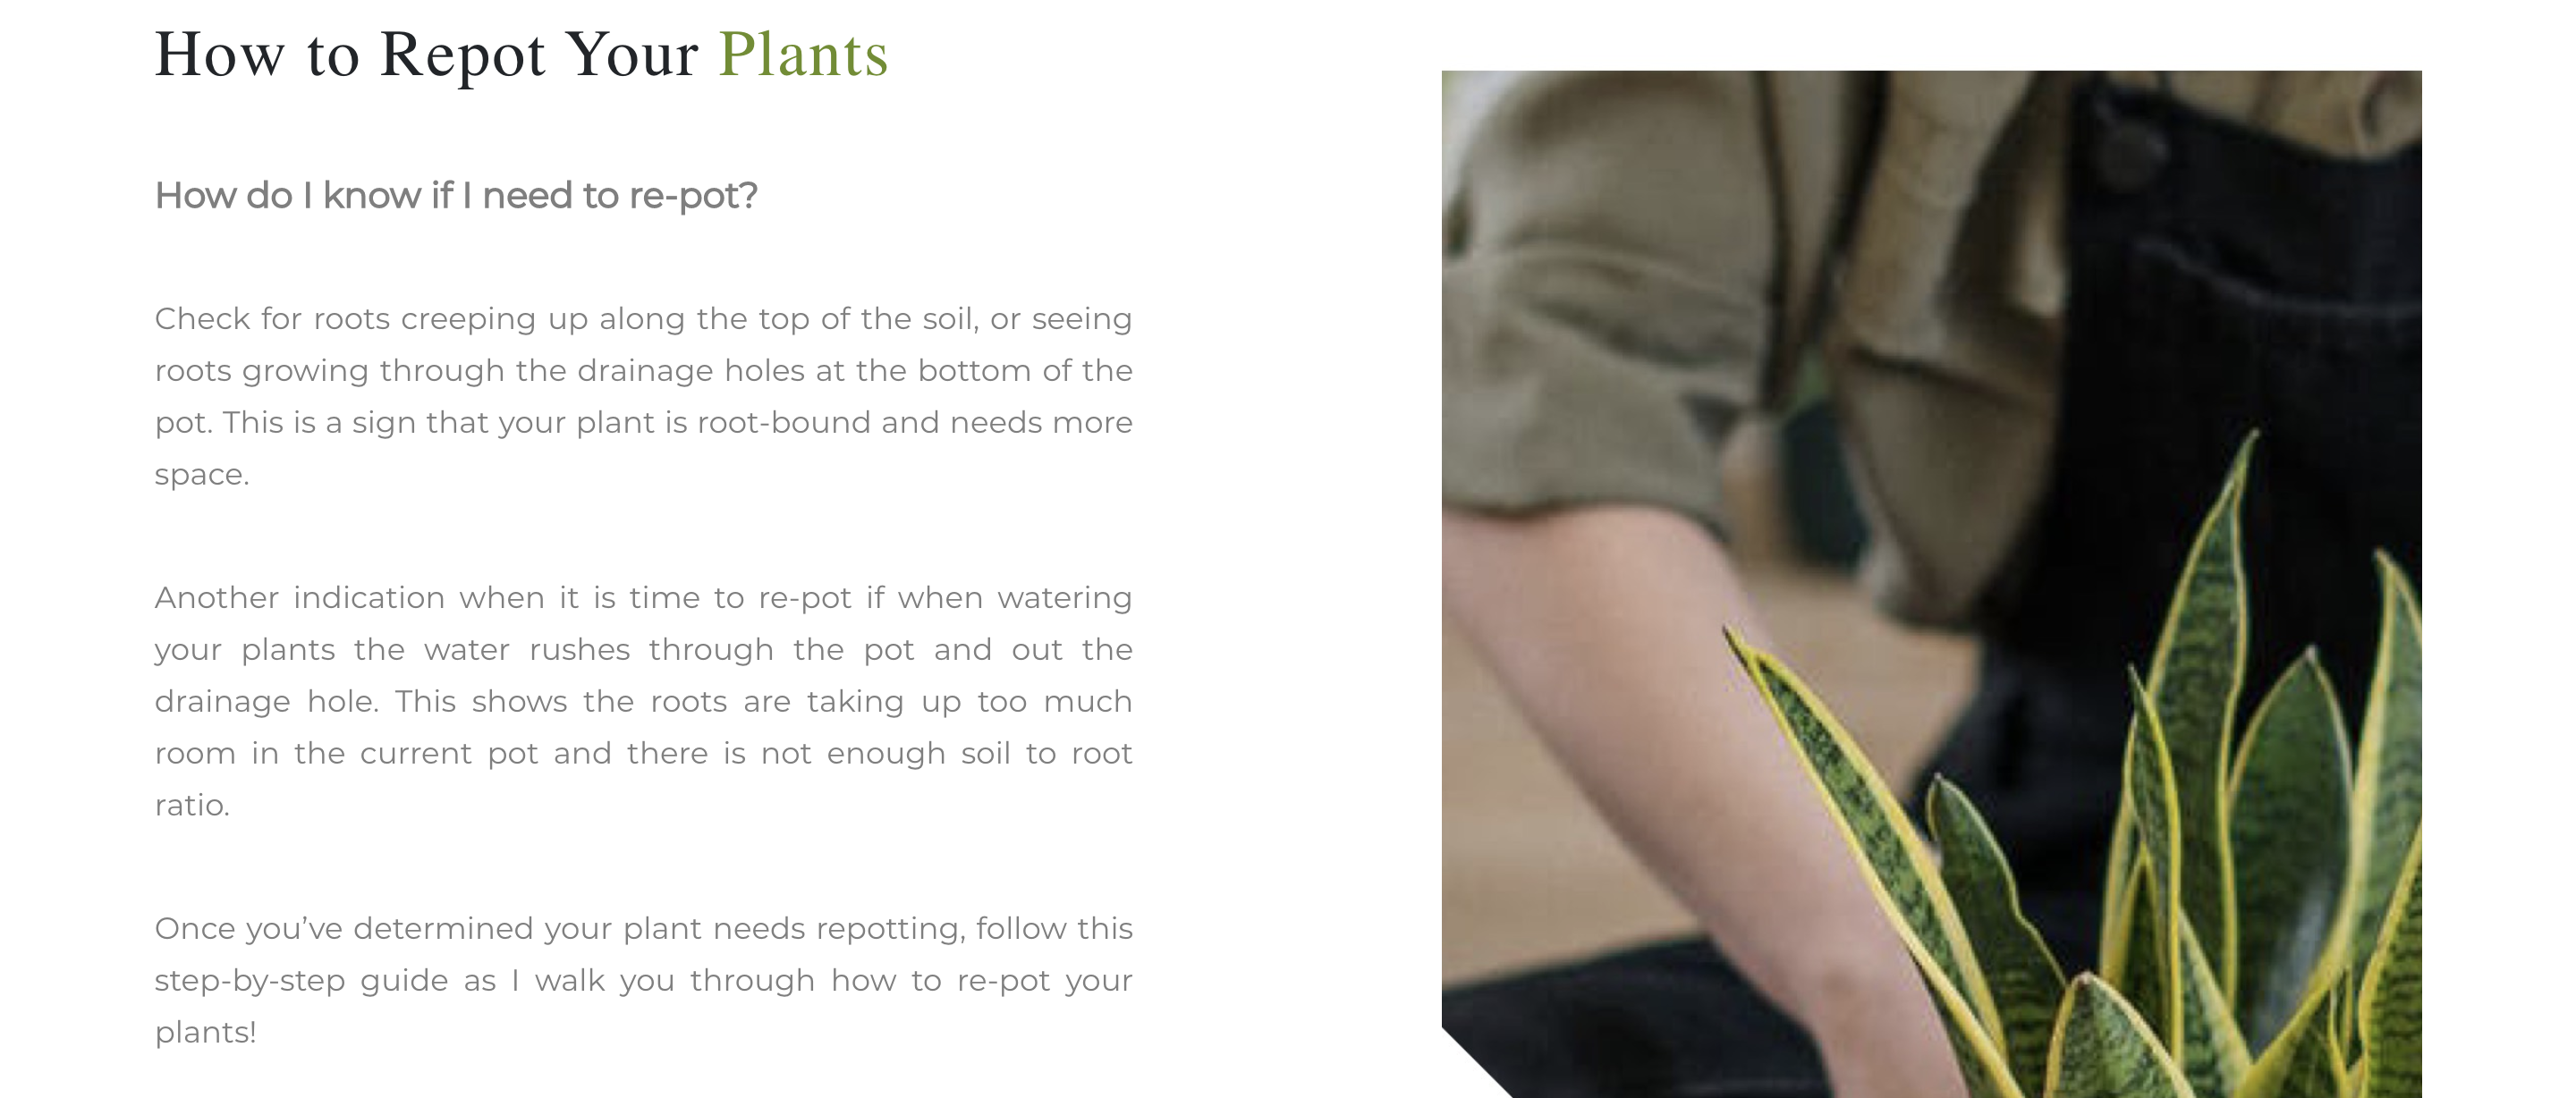 How to Repot Your Plants
How do I know if I need to re-pot?
Check for roots creeping up along the top of the soil, or seeing
roots growing through the drainage holes at the bottom of the
pot. This is a sign that your plant is root-bound and needs more
space.
Another indication when it is time to re-pot if when watering
your plants the water rushes through the pot and out the
drainage hole. This shows the roots are taking up too much
room in the current pot and there is not enough soil to root
ratio.
Once you’ve determined your plant needs repotting, follow this
step-by-step guide as I walk you through how to re-pot your
plants!